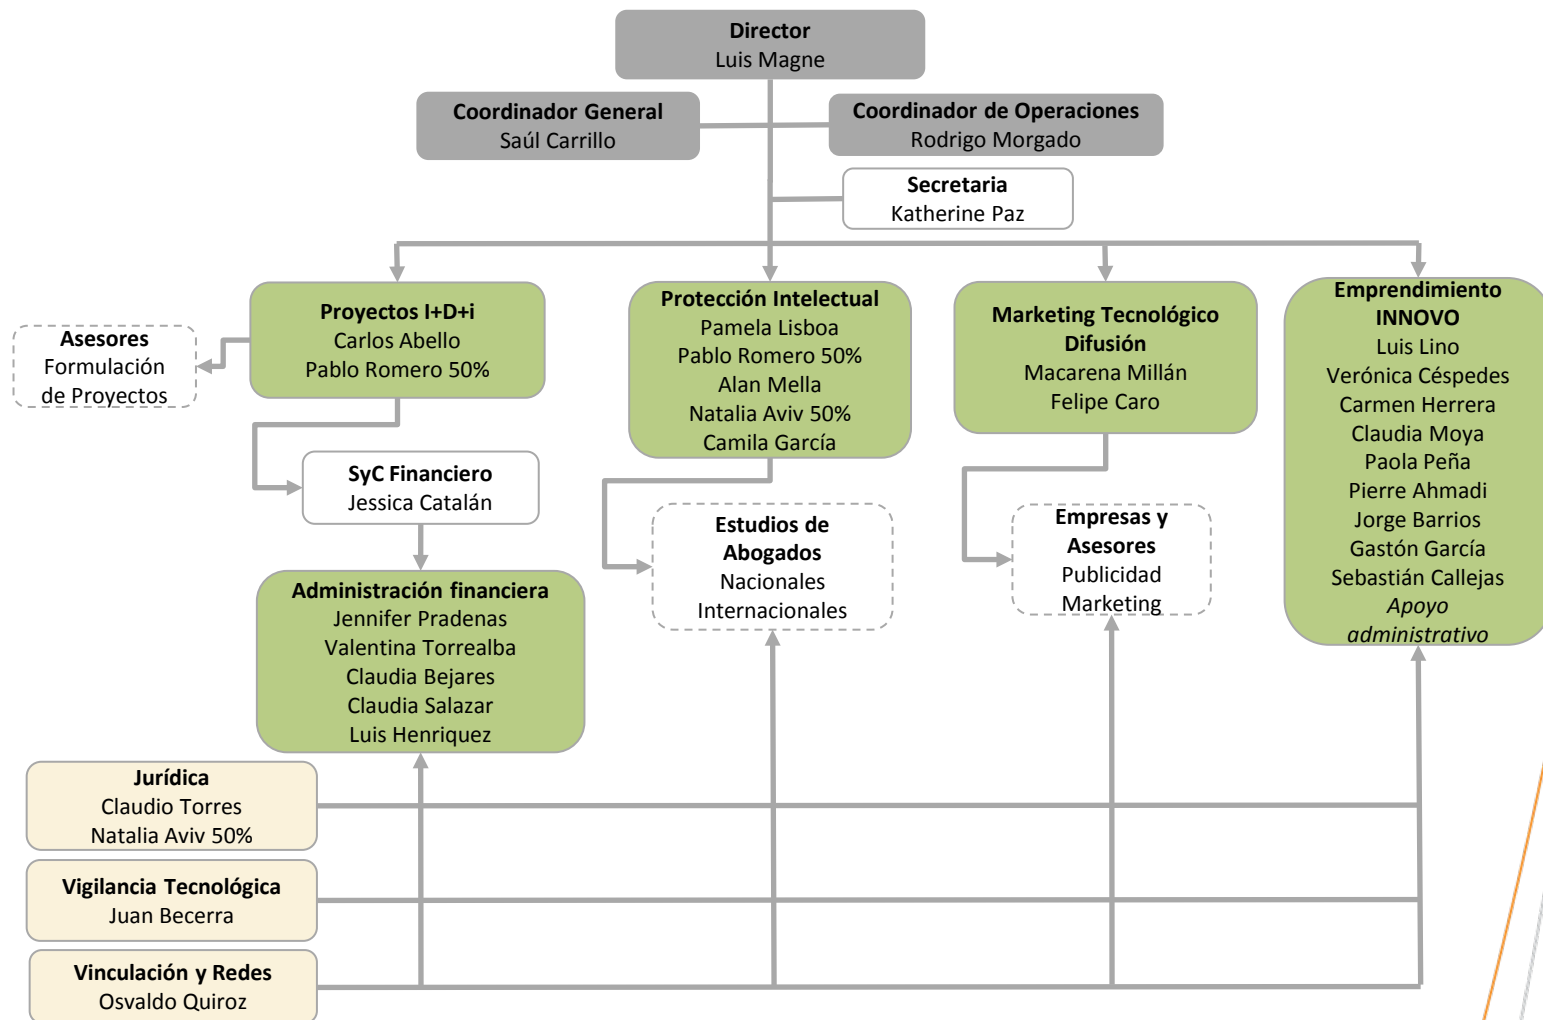 Director
Luis Magne
Coordinador General
Saúl Carrillo
Coordinador de Operaciones
Rodrigo Morgado
Secretaria
Katherine Paz
Proyectos I+D+i
Carlos Abello
Pablo Romero 50%
Asesores
Formulación
de Proyectos
SyC Financiero
Jessica Catalán
Administración financiera
Jennifer Pradenas
Valentina Torrealba
Claudia Bejares
Claudia Salazar
Luis Henriquez
Protección Intelectual
Pamela Lisboa
Pablo Romero 50%
Alan Mella
Natalia Aviv 50%
Camila García
Estudios de
Abogados
Nacionales
Internacionales
Marketing Tecnológico
Difusión
Macarena Millán
Felipe Caro
Empresas y
Asesores
Publicidad
Marketing
Emprendimiento
INNOVO
Luis Lino
Verónica Céspedes
Carmen Herrera
Claudia Moya
Paola Peña
Pierre Ahmadi
Jorge Barrios
Gastón García
Sebastián Callejas
Apoyo
administrativo
Jurídica
Claudio Torres
Natalia Aviv 50%
Vigilancia Tecnológica
Juan Becerra
Vinculación y Redes
Osvaldo Quiroz